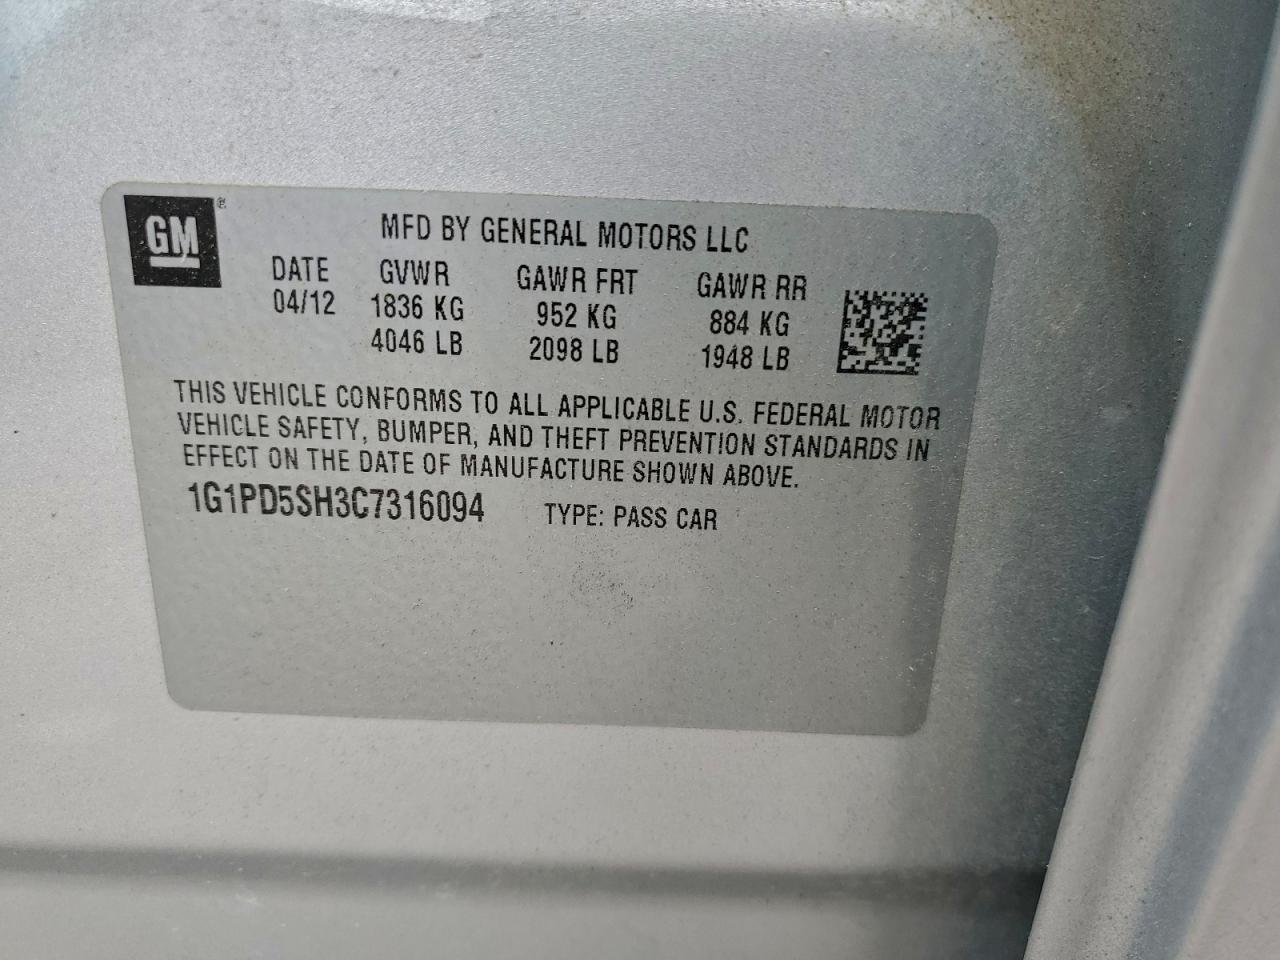 GM®
MFD BY GENERAL MOTORS LLC
DATE GVWR GAWR FRT GAWR RR
04/12 1836 KG 952 KG 884 KG
4046 LB 2098 LB 1948 LB
THIS VEHICLE CONFORMS TO ALL APPLICABLE U.S. FEDERAL MOTOR
VEHICLE SAFETY, BUMPER, AND THEFT PREVENTION STANDARDS IN
EFFECT ON THE DATE OF MANUFACTURE SHOWN ABOVE.
1G1PD5SH3C7316094 TYPE: PASS CAR